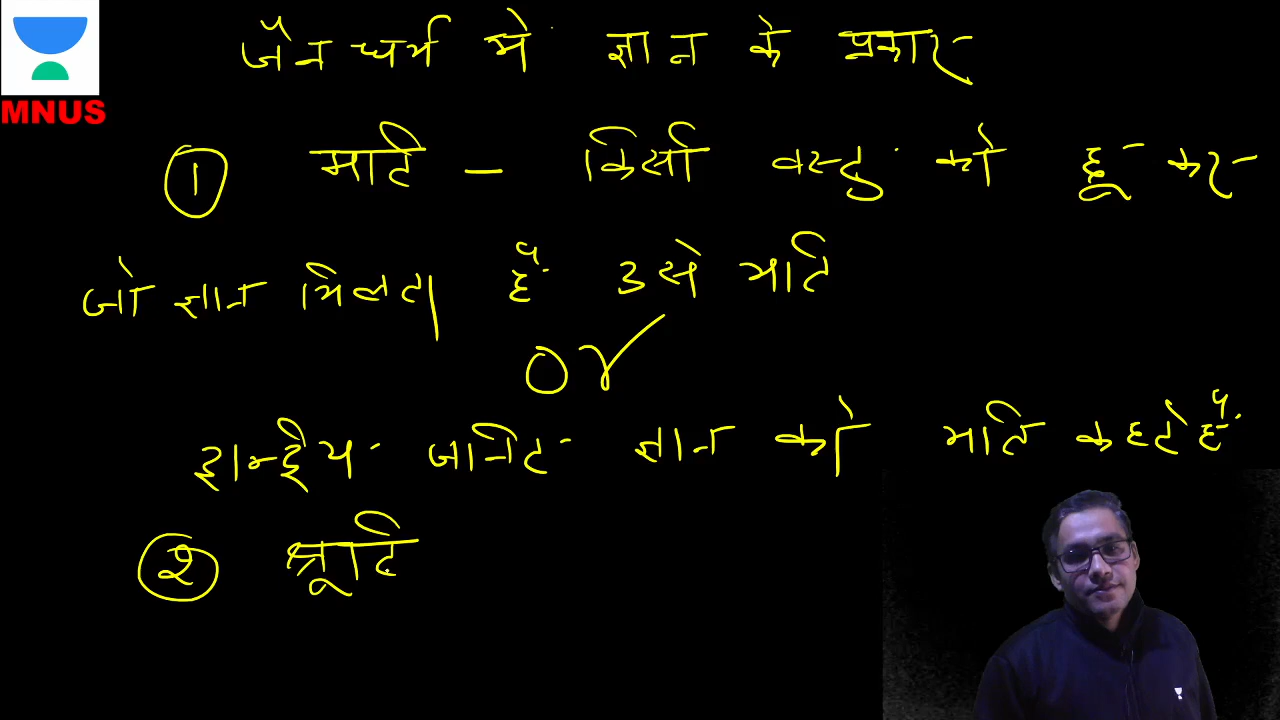 MNUS
जैन धर्म में ज्ञान के प्रकार
① मति – किसी वस्तु को छू कर
जो ज्ञान मिलता है उसे मति
or
इन्द्रीय जनित ज्ञान को मति कहते हैं
② श्रूति